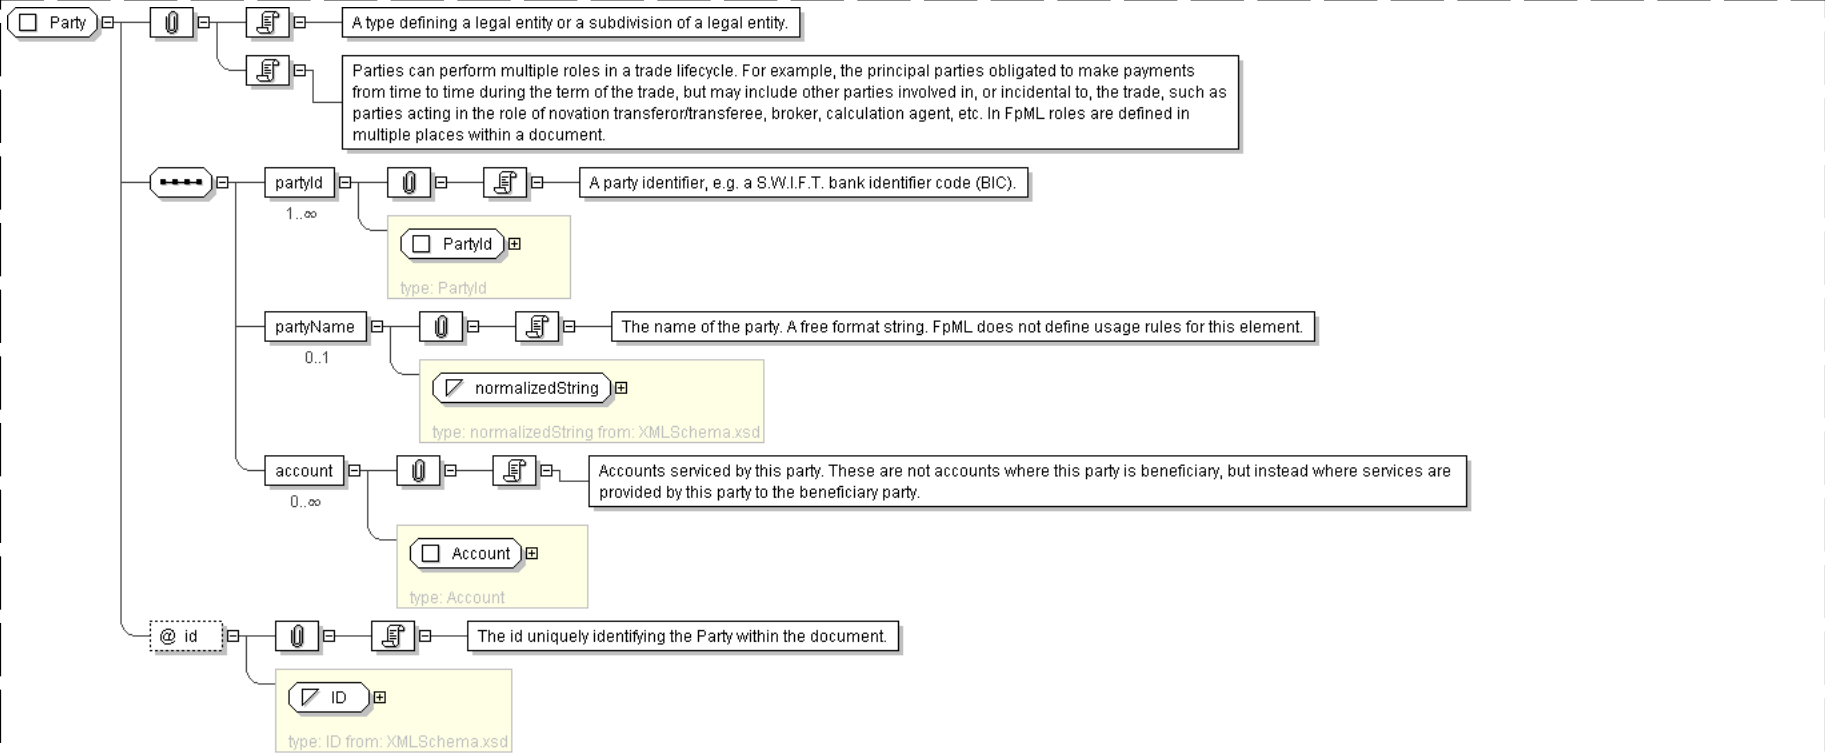 Party
A type defining a legal entity or a subdivision of a legal entity.
Parties can perform multiple roles in a trade lifecycle. For example, the principal parties obligated to make payments
from time to time during the term of the trade, but may include other parties involved in, or incidental to, the trade, such as
parties acting in the role of novation transferor/transferee, broker, calculation agent, etc. In FpML roles are defined in
multiple places within a document.
partyId
A party identifier, e.g. a S.W.I.F.T. bank identifier code (BIC).
1..∞
PartyId
type: PartyId
partyName
The name of the party. A free format string. FpML does not define usage rules for this element.
0..1
normalizedString
type: normalizedString from: XMLSchema.xsd
account
Accounts serviced by this party. These are not accounts where this party is beneficiary, but instead where services are
provided by this party to the beneficiary party.
0..∞
Account
type: Account
@ id
The id uniquely identifying the Party within the document.
ID
type: ID from: XMLSchema.xsd